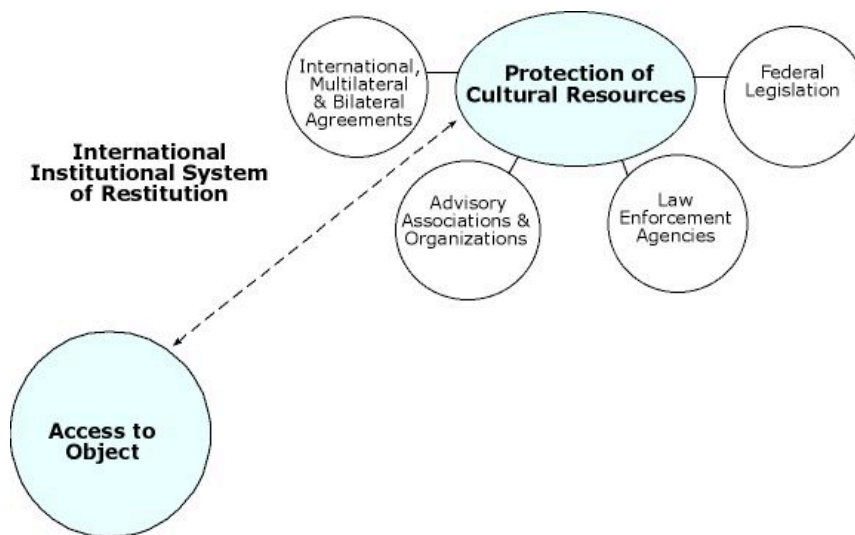 International,
Multilateral
& Bilateral
Agreements
Protection of
Cultural Resources
Federal
Legislation
International
Institutional System
of Restitution
Advisory
Associations &
Organizations
Law
Enforcement
Agencies
Access to
Object